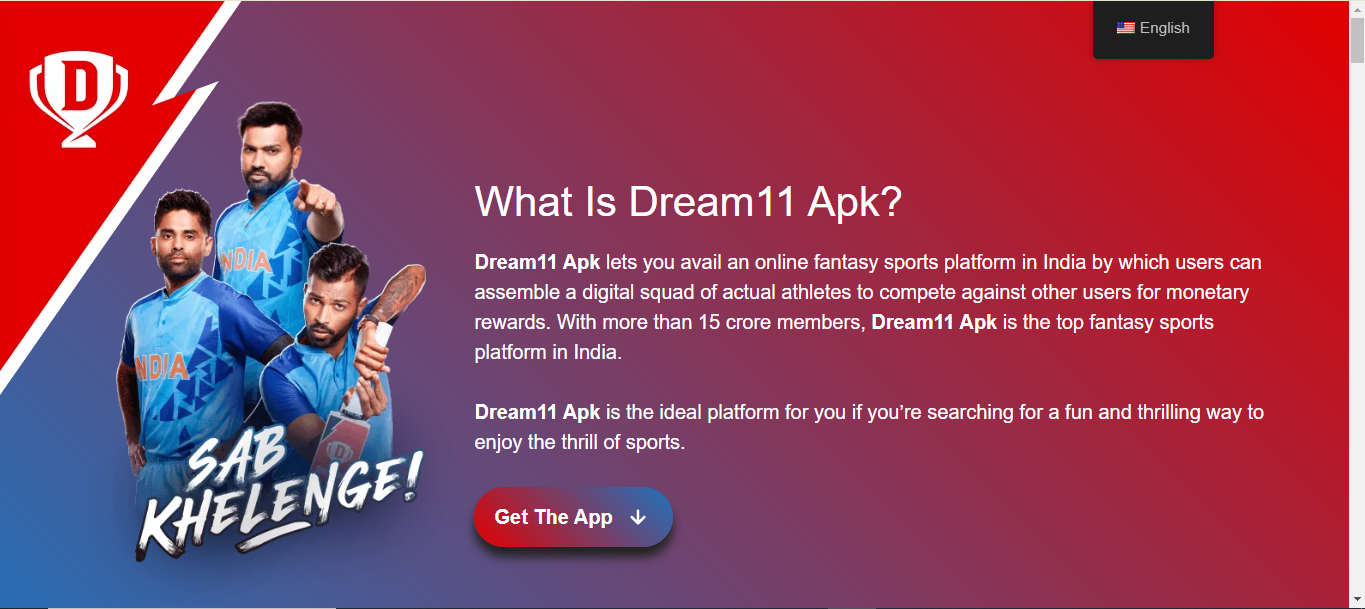 English
D
What Is Dream11 Apk?
Dream11 Apk lets you avail an online fantasy sports platform in India by which users can
assemble a digital squad of actual athletes to compete against other users for monetary
rewards. With more than 15 crore members, Dream11 Apk is the top fantasy sports
platform in India.
Dream11 Apk is the ideal platform for you if you’re searching for a fun and thrilling way to
enjoy the thrill of sports.
Get The App
INDIA
INDIA
D
SAB
KHELENGE!